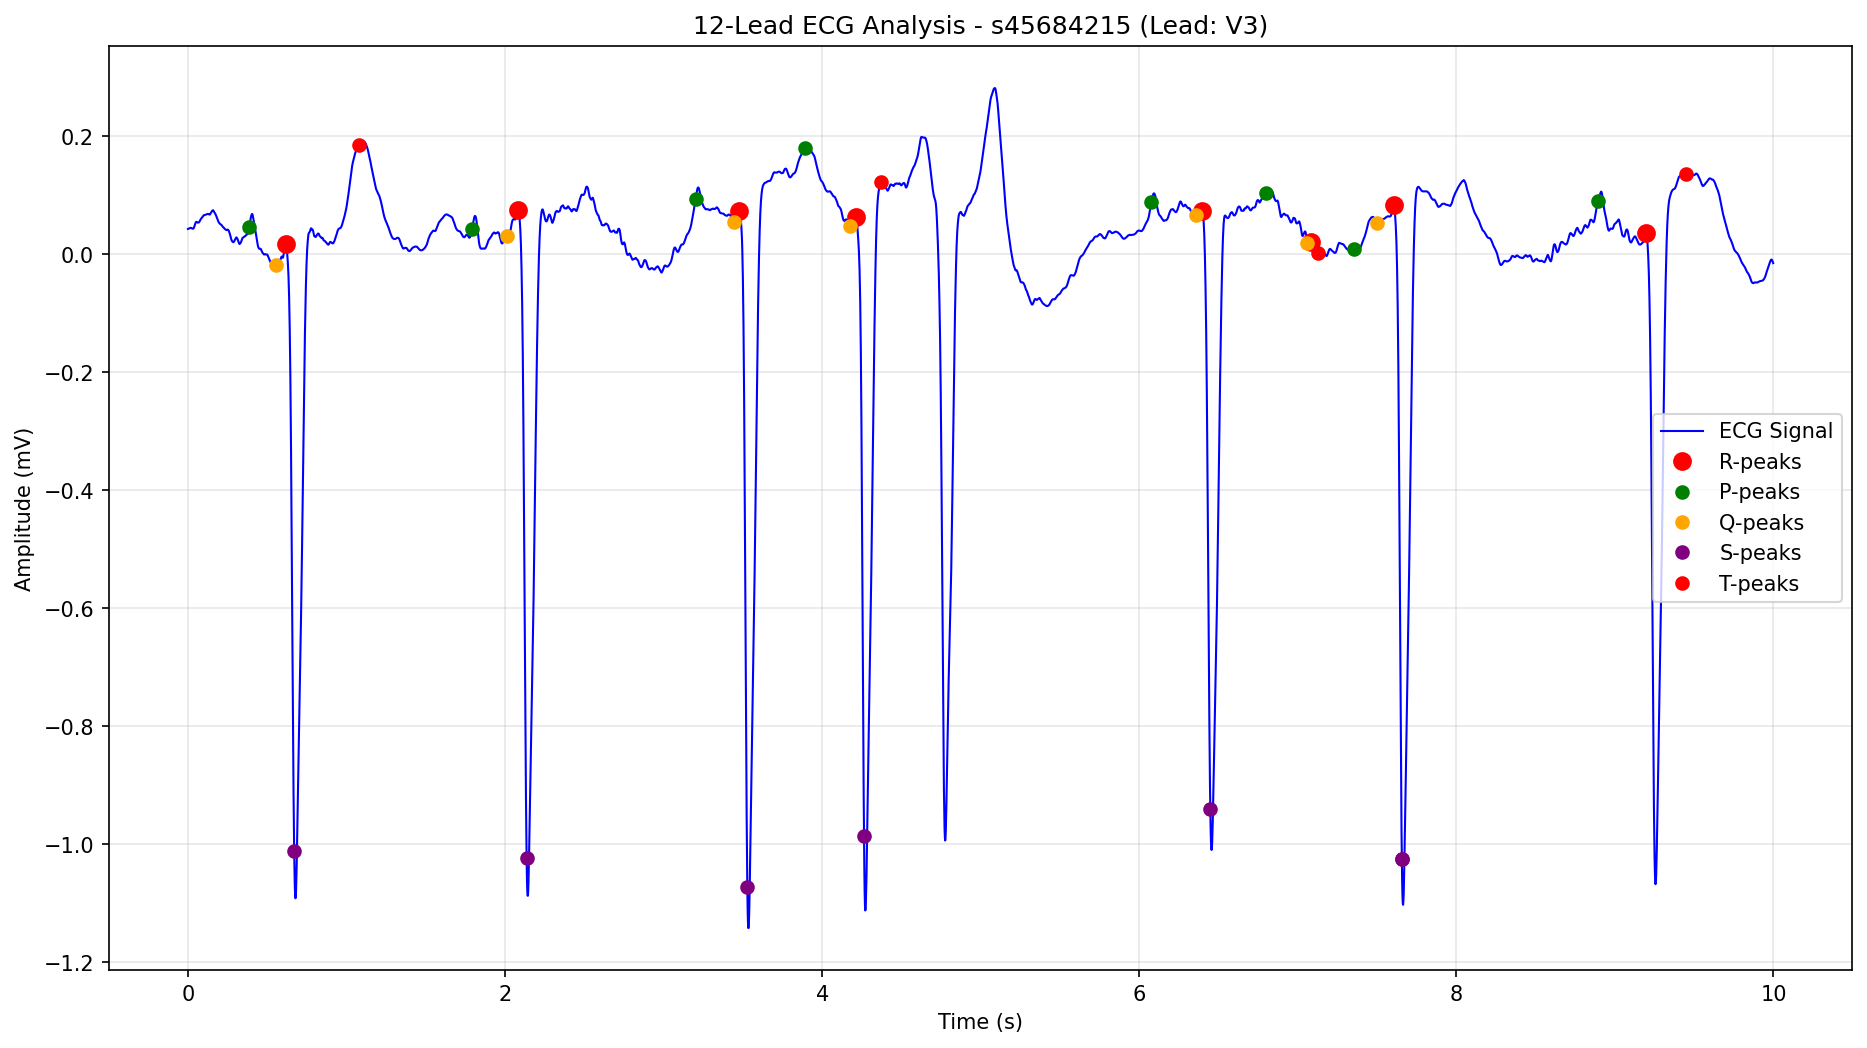 12-Lead ECG Analysis - s45684215 (Lead: V3)
Amplitude (mV)
0.2
0.0
−0.2
−0.4
−0.6
−0.8
−1.0
−1.2
ECG Signal
R-peaks
P-peaks
Q-peaks
S-peaks
T-peaks
0 2 4 6 8 10
Time (s)